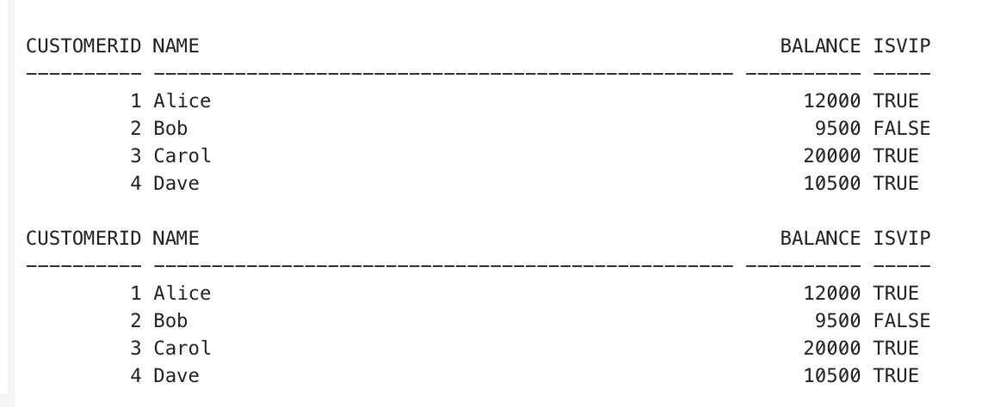 CUSTOMERID NAME                                               BALANCE ISVIP
---------- -------------------------------------------------- ---------- -----
         1 Alice                                                   12000 TRUE
         2 Bob                                                      9500 FALSE
         3 Carol                                                   20000 TRUE
         4 Dave                                                    10500 TRUE
CUSTOMERID NAME                                               BALANCE ISVIP
---------- -------------------------------------------------- ---------- -----
         1 Alice                                                   12000 TRUE
         2 Bob                                                      9500 FALSE
         3 Carol                                                   20000 TRUE
         4 Dave                                                    10500 TRUE